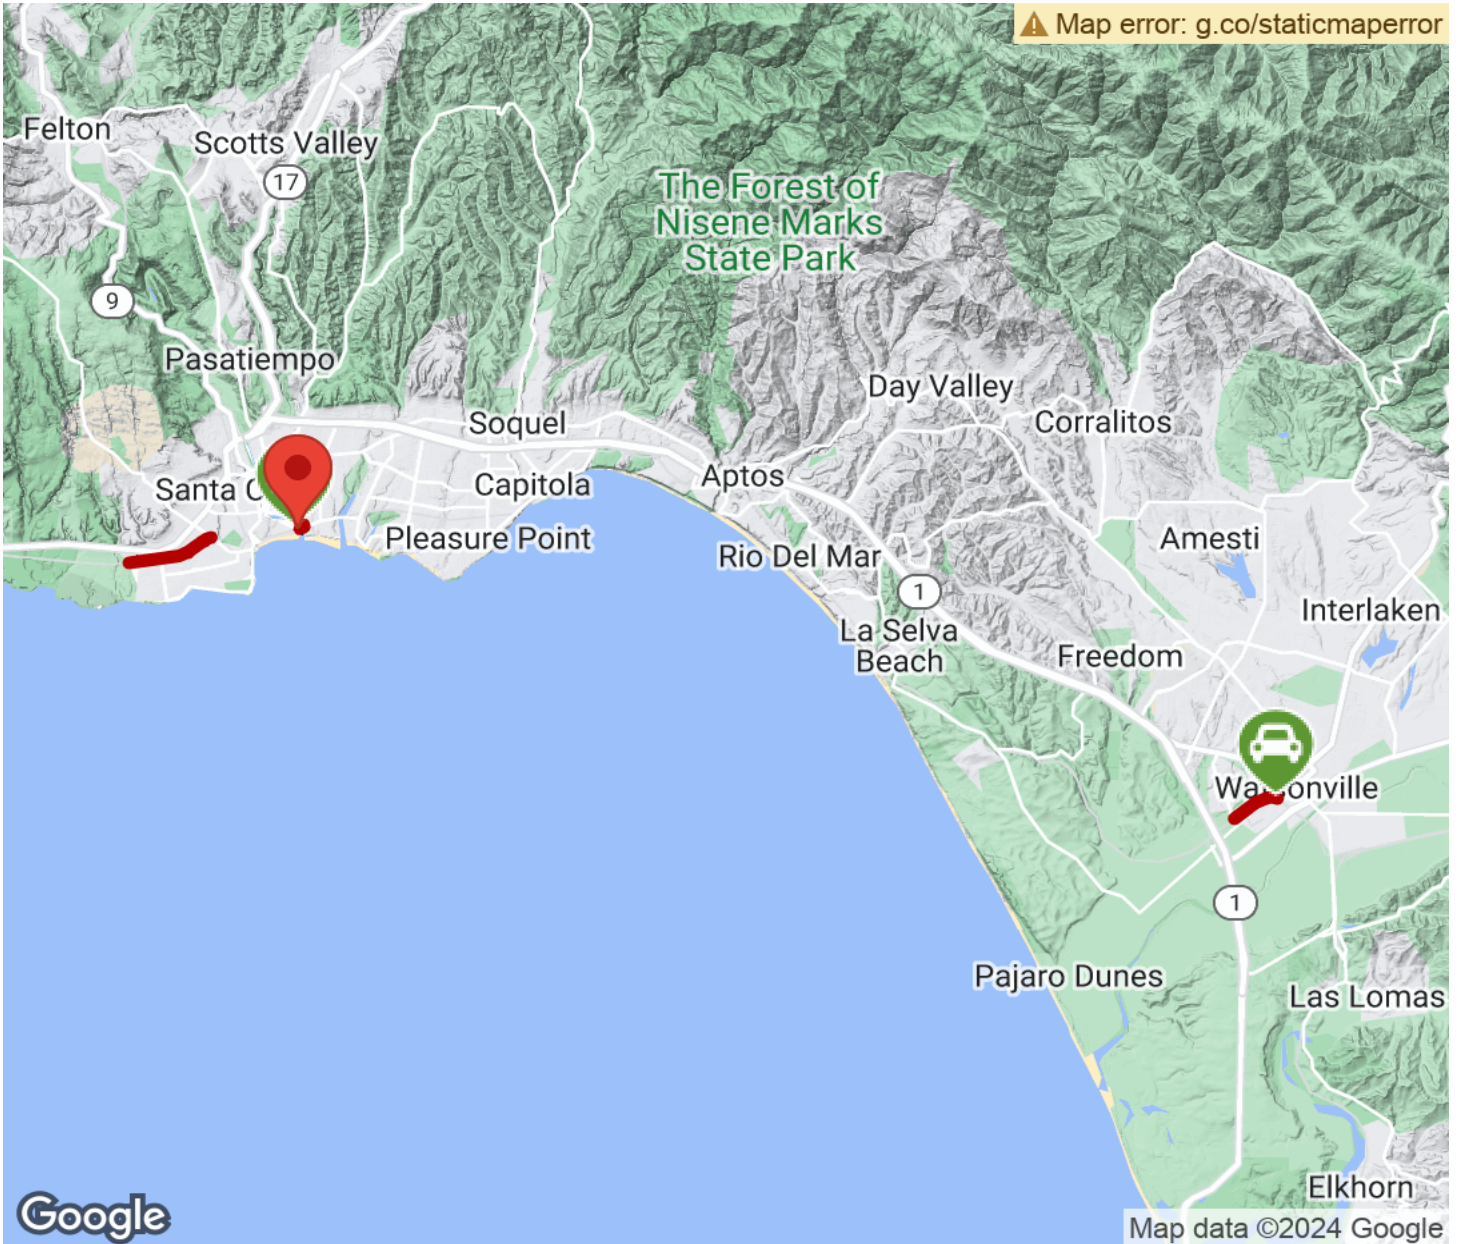 Map error: g.co/staticmaperror
Felton
Scotts Valley
17
The Forest of
Nisene Marks
State Park
9
Pasatiempo
Day Valley
Soquel
Corralitos
Santa C
Capitola
Aptos
Pleasure Point
Rio Del Mar
Amesti
1
Interlaken
La Selva
Beach
Freedom
Watsonville
1
Pajaro Dunes
Las Lomas
Elkhorn
Google
Map data ©2024 Google